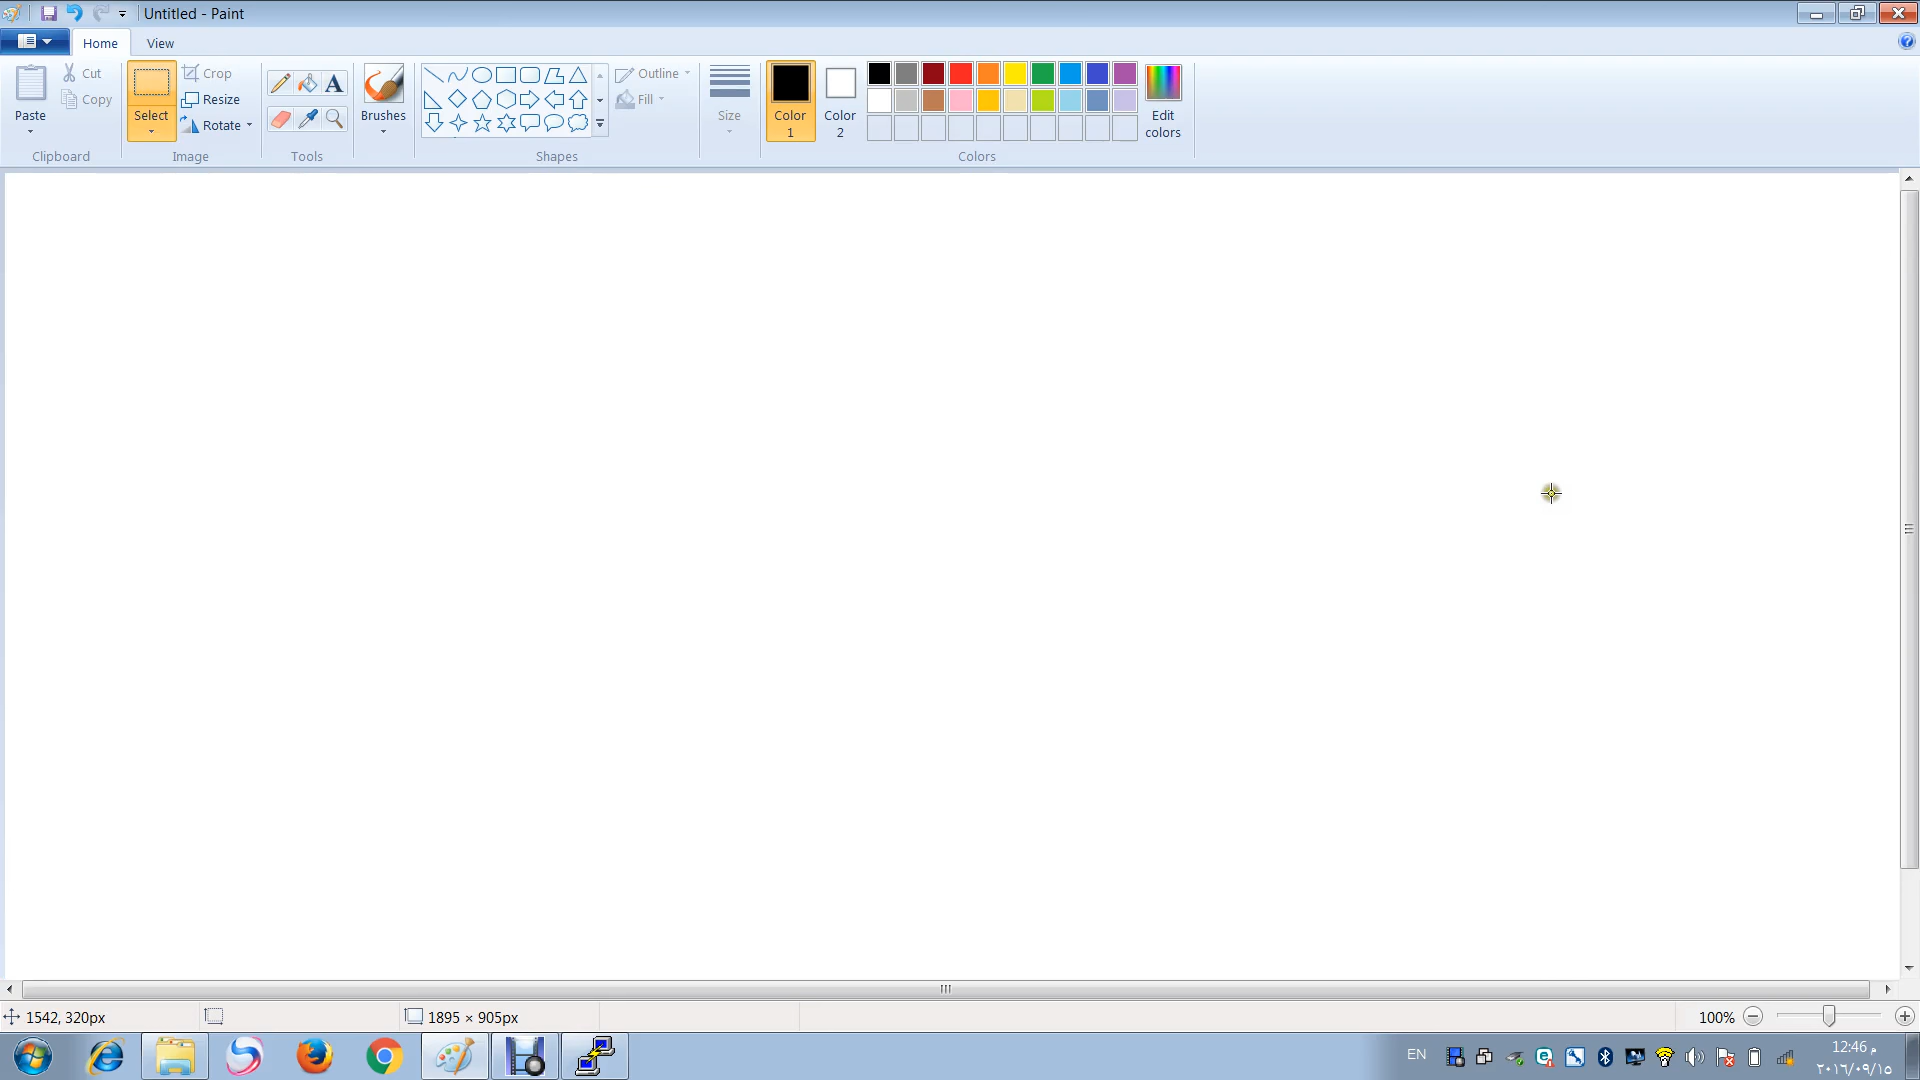 Untitled - Paint
Home
View
Paste
Cut
Copy
Clipboard
Select
Crop
Resize
Rotate
Image
A
Tools
Brushes
Outline
Fill
Shapes
Size
Color
1
Color
2
Edit
colors
Colors
1542, 320px
1895 × 905px
100%
EN
12:46 م
٢٠١٦/٠٩/١٥